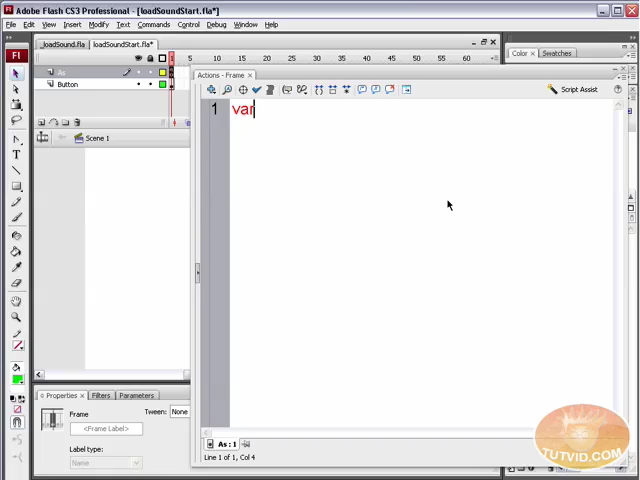 Adobe Flash CS3 Professional - [loadSoundStart.fla*]
File Edit View Insert Modify Text Commands Control Debug Window Help
_loadSound.fla loadSoundStart.fla*
Color Swatches
1 5 10 15 20 25 30 35 40 45 50 55 60
As
Button
Actions - Frame
Script Assist
1 var
Scene 1
Properties Filters Parameters
Frame
Tween: None
<Frame Label>
Label type:
Name
As : 1
Line 1 of 1, Col 4
Fl
TUTVID.COM